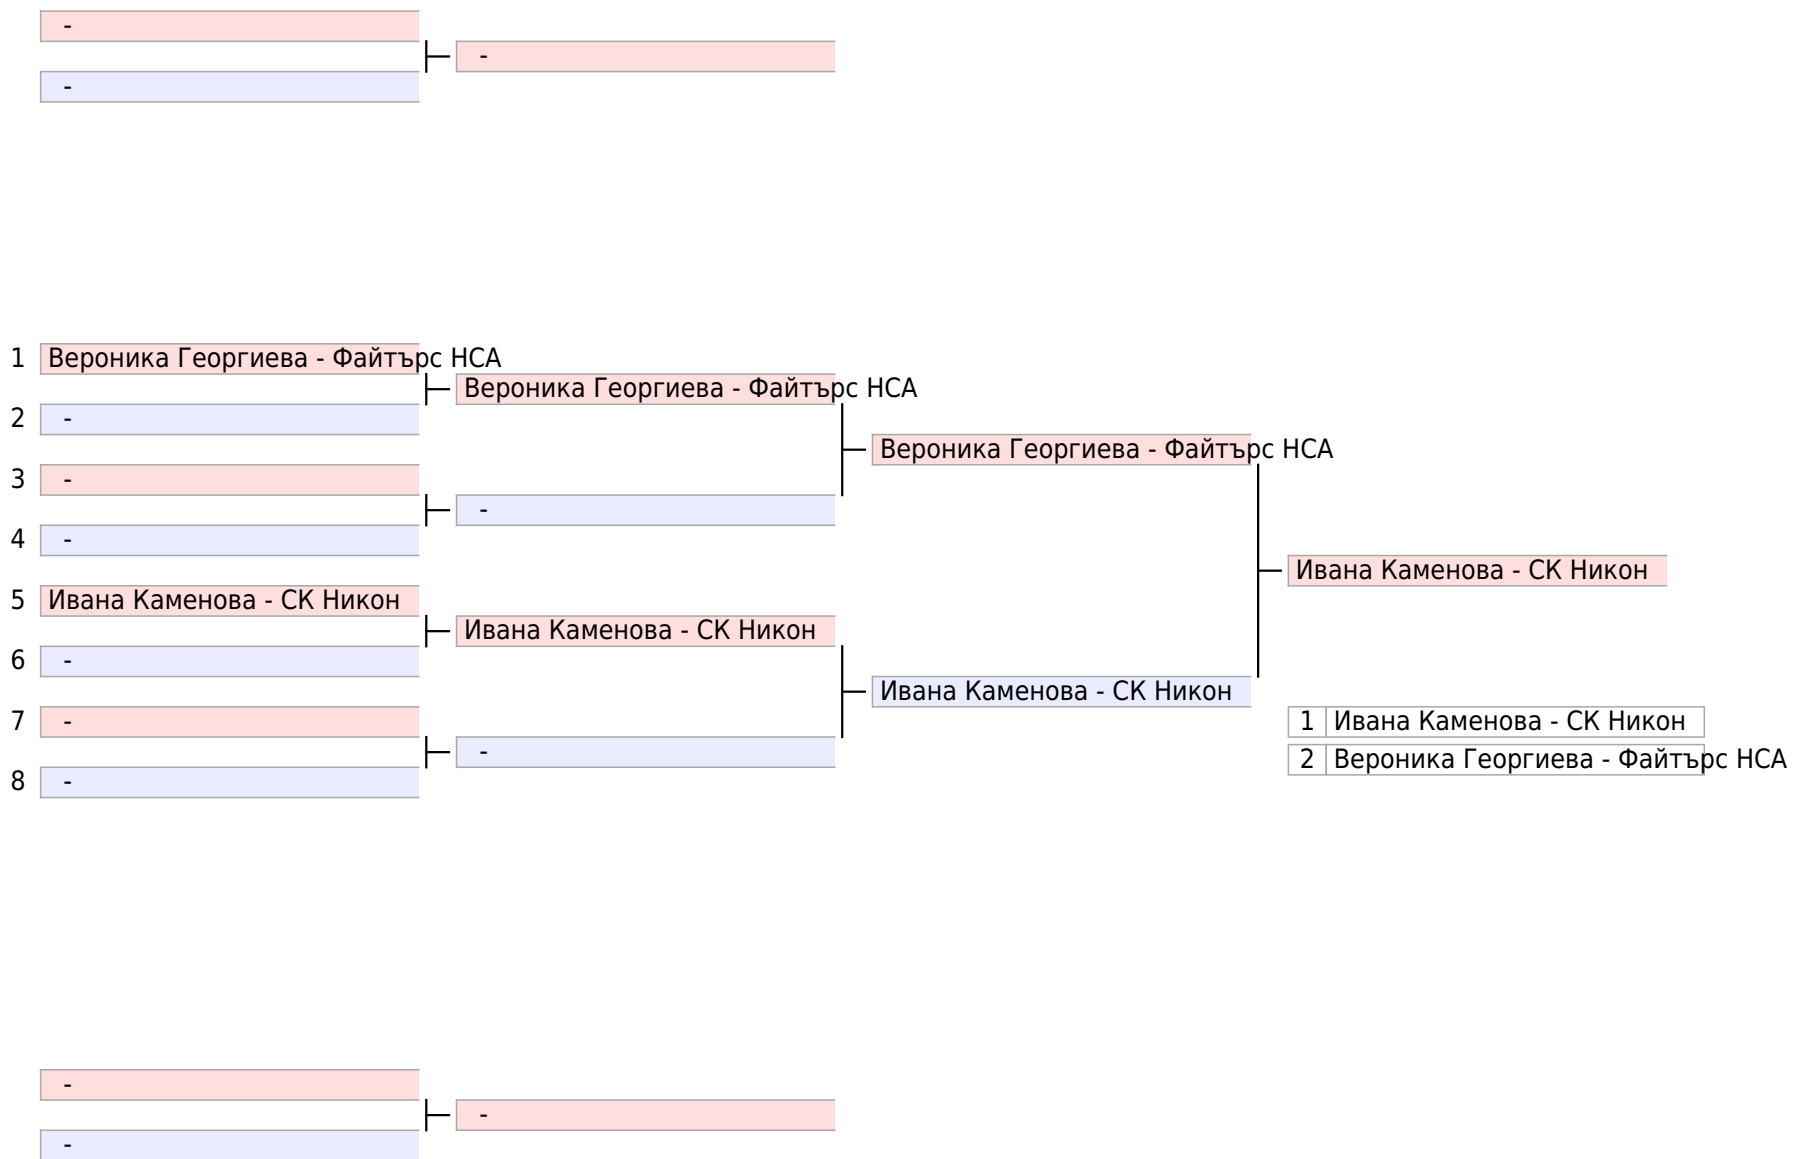 -
-
-
1 Вероника Георгиева - Файтърс НСА
Вероника Георгиева - Файтърс НСА
2 -
Вероника Георгиева - Файтърс НСА
3 -
-
4 -
Ивана Каменова - СК Никон
5 Ивана Каменова - СК Никон
Ивана Каменова - СК Никон
6 -
Ивана Каменова - СК Никон
7 -
1 Ивана Каменова - СК Никон
-
2 Вероника Георгиева - Файтърс НСА
8 -
-
-
-